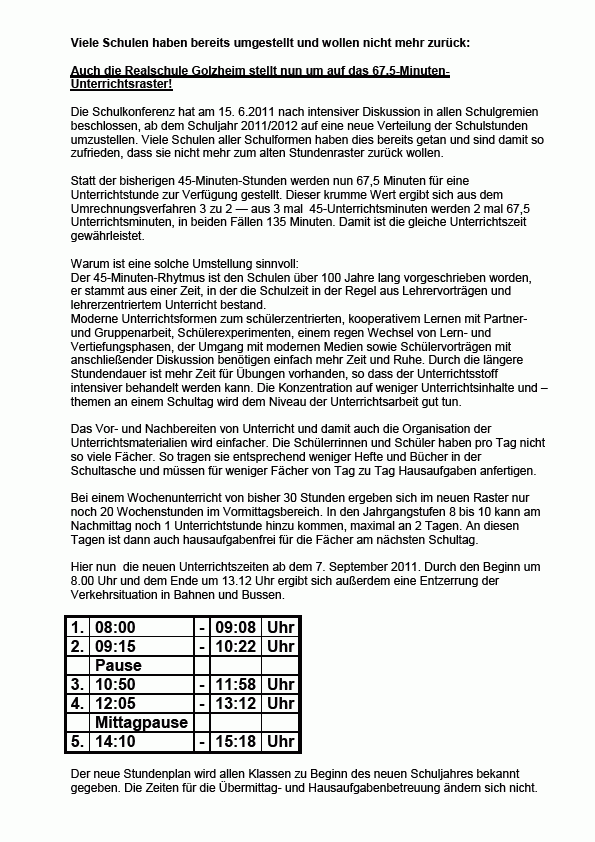 Viele Schulen haben bereits umgestellt und wollen nicht mehr zurück:
Auch die Realschule Golzheim stellt nun um auf das 67,5-Minuten-
Unterrichtsraster!
Die Schulkonferenz hat am 15. 6.2011 nach intensiver Diskussion in allen Schulgremien
beschlossen, ab dem Schuljahr 2011/2012 auf eine neue Verteilung der Schulstunden
umzustellen. Viele Schulen aller Schulformen haben dies bereits getan und sind damit so
zufrieden, dass sie nicht mehr zum alten Stundenraster zurück wollen.
Statt der bisherigen 45-Minuten-Stunden werden nun 67,5 Minuten für eine
Unterrichtstunde zur Verfügung gestellt. Dieser krumme Wert ergibt sich aus dem
Umrechnungsverfahren 3 zu 2 — aus 3 mal  45-Unterrichtsminuten werden 2 mal 67,5
Unterrichtsminuten, in beiden Fällen 135 Minuten. Damit ist die gleiche Unterrichtszeit
gewährleistet.
Warum ist eine solche Umstellung sinnvoll:
Der 45-Minuten-Rhytmus ist den Schulen über 100 Jahre lang vorgeschrieben worden,
er stammt aus einer Zeit, in der die Schulzeit in der Regel aus Lehrervorträgen und
lehrerzentriertem Unterricht bestand.
Moderne Unterrichtsformen zum schülerzentrierten, kooperativem Lernen mit Partner-
und Gruppenarbeit, Schülerexperimenten, einem regen Wechsel von Lern- und
Vertiefungsphasen, der Umgang mit modernen Medien sowie Schülervorträgen mit
anschließender Diskussion benötigen einfach mehr Zeit und Ruhe. Durch die längere
Stundendauer ist mehr Zeit für Übungen vorhanden, so dass der Unterrichtsstoff
intensiver behandelt werden kann. Die Konzentration auf weniger Unterrichtsinhalte und –
themen an einem Schultag wird dem Niveau der Unterrichtsarbeit gut tun.
Das Vor- und Nachbereiten von Unterricht und damit auch die Organisation der
Unterrichtsmaterialien wird einfacher. Die Schülerrinnen und Schüler haben pro Tag nicht
so viele Fächer. So tragen sie entsprechend weniger Hefte und Bücher in der
Schultasche und müssen für weniger Fächer von Tag zu Tag Hausaufgaben anfertigen.
Bei einem Wochenunterricht von bisher 30 Stunden ergeben sich im neuen Raster nur
noch 20 Wochenstunden im Vormittagsbereich. In den Jahrgangstufen 8 bis 10 kann am
Nachmittag noch 1 Unterrichtstunde hinzu kommen, maximal an 2 Tagen. An diesen
Tagen ist dann auch hausaufgabenfrei für die Fächer am nächsten Schultag.
Hier nun  die neuen Unterrichtszeiten ab dem 7. September 2011. Durch den Beginn um
8.00 Uhr und dem Ende um 13.12 Uhr ergibt sich außerdem eine Entzerrung der
Verkehrsituation in Bahnen und Bussen.
1. 08:00 - 09:08 Uhr
2. 09:15 - 10:22 Uhr
Pause
3. 10:50 - 11:58 Uhr
4. 12:05 - 13:12 Uhr
Mittagpause
5. 14:10 - 15:18 Uhr
Der neue Stundenplan wird allen Klassen zu Beginn des neuen Schuljahres bekannt
gegeben. Die Zeiten für die Übermittag- und Hausaufgabenbetreuung ändern sich nicht.